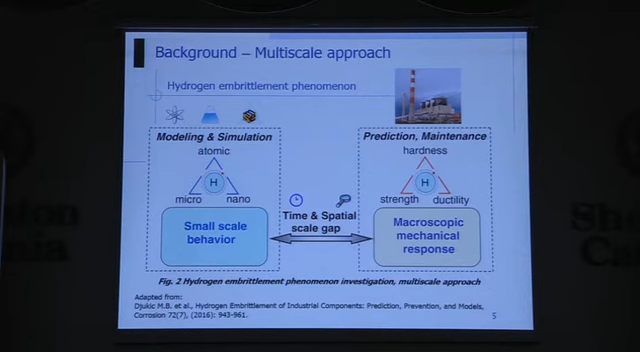 Background – Multiscale approach
Hydrogen embrittlement phenomenon
Modeling & Simulation
atomic
H
micro
nano
Small scale
behavior
Time & Spatial
scale gap
Prediction, Maintenance
hardness
H
strength
ductility
Macroscopic
mechanical
response
Fig. 2 Hydrogen embrittlement phenomenon investigation, multiscale approach
Adapted from:
Djukic M.B. et al., Hydrogen Embrittlement of Industrial Components: Prediction, Prevention, and Models,
Corrosion 72(7), (2016): 943-961.
5